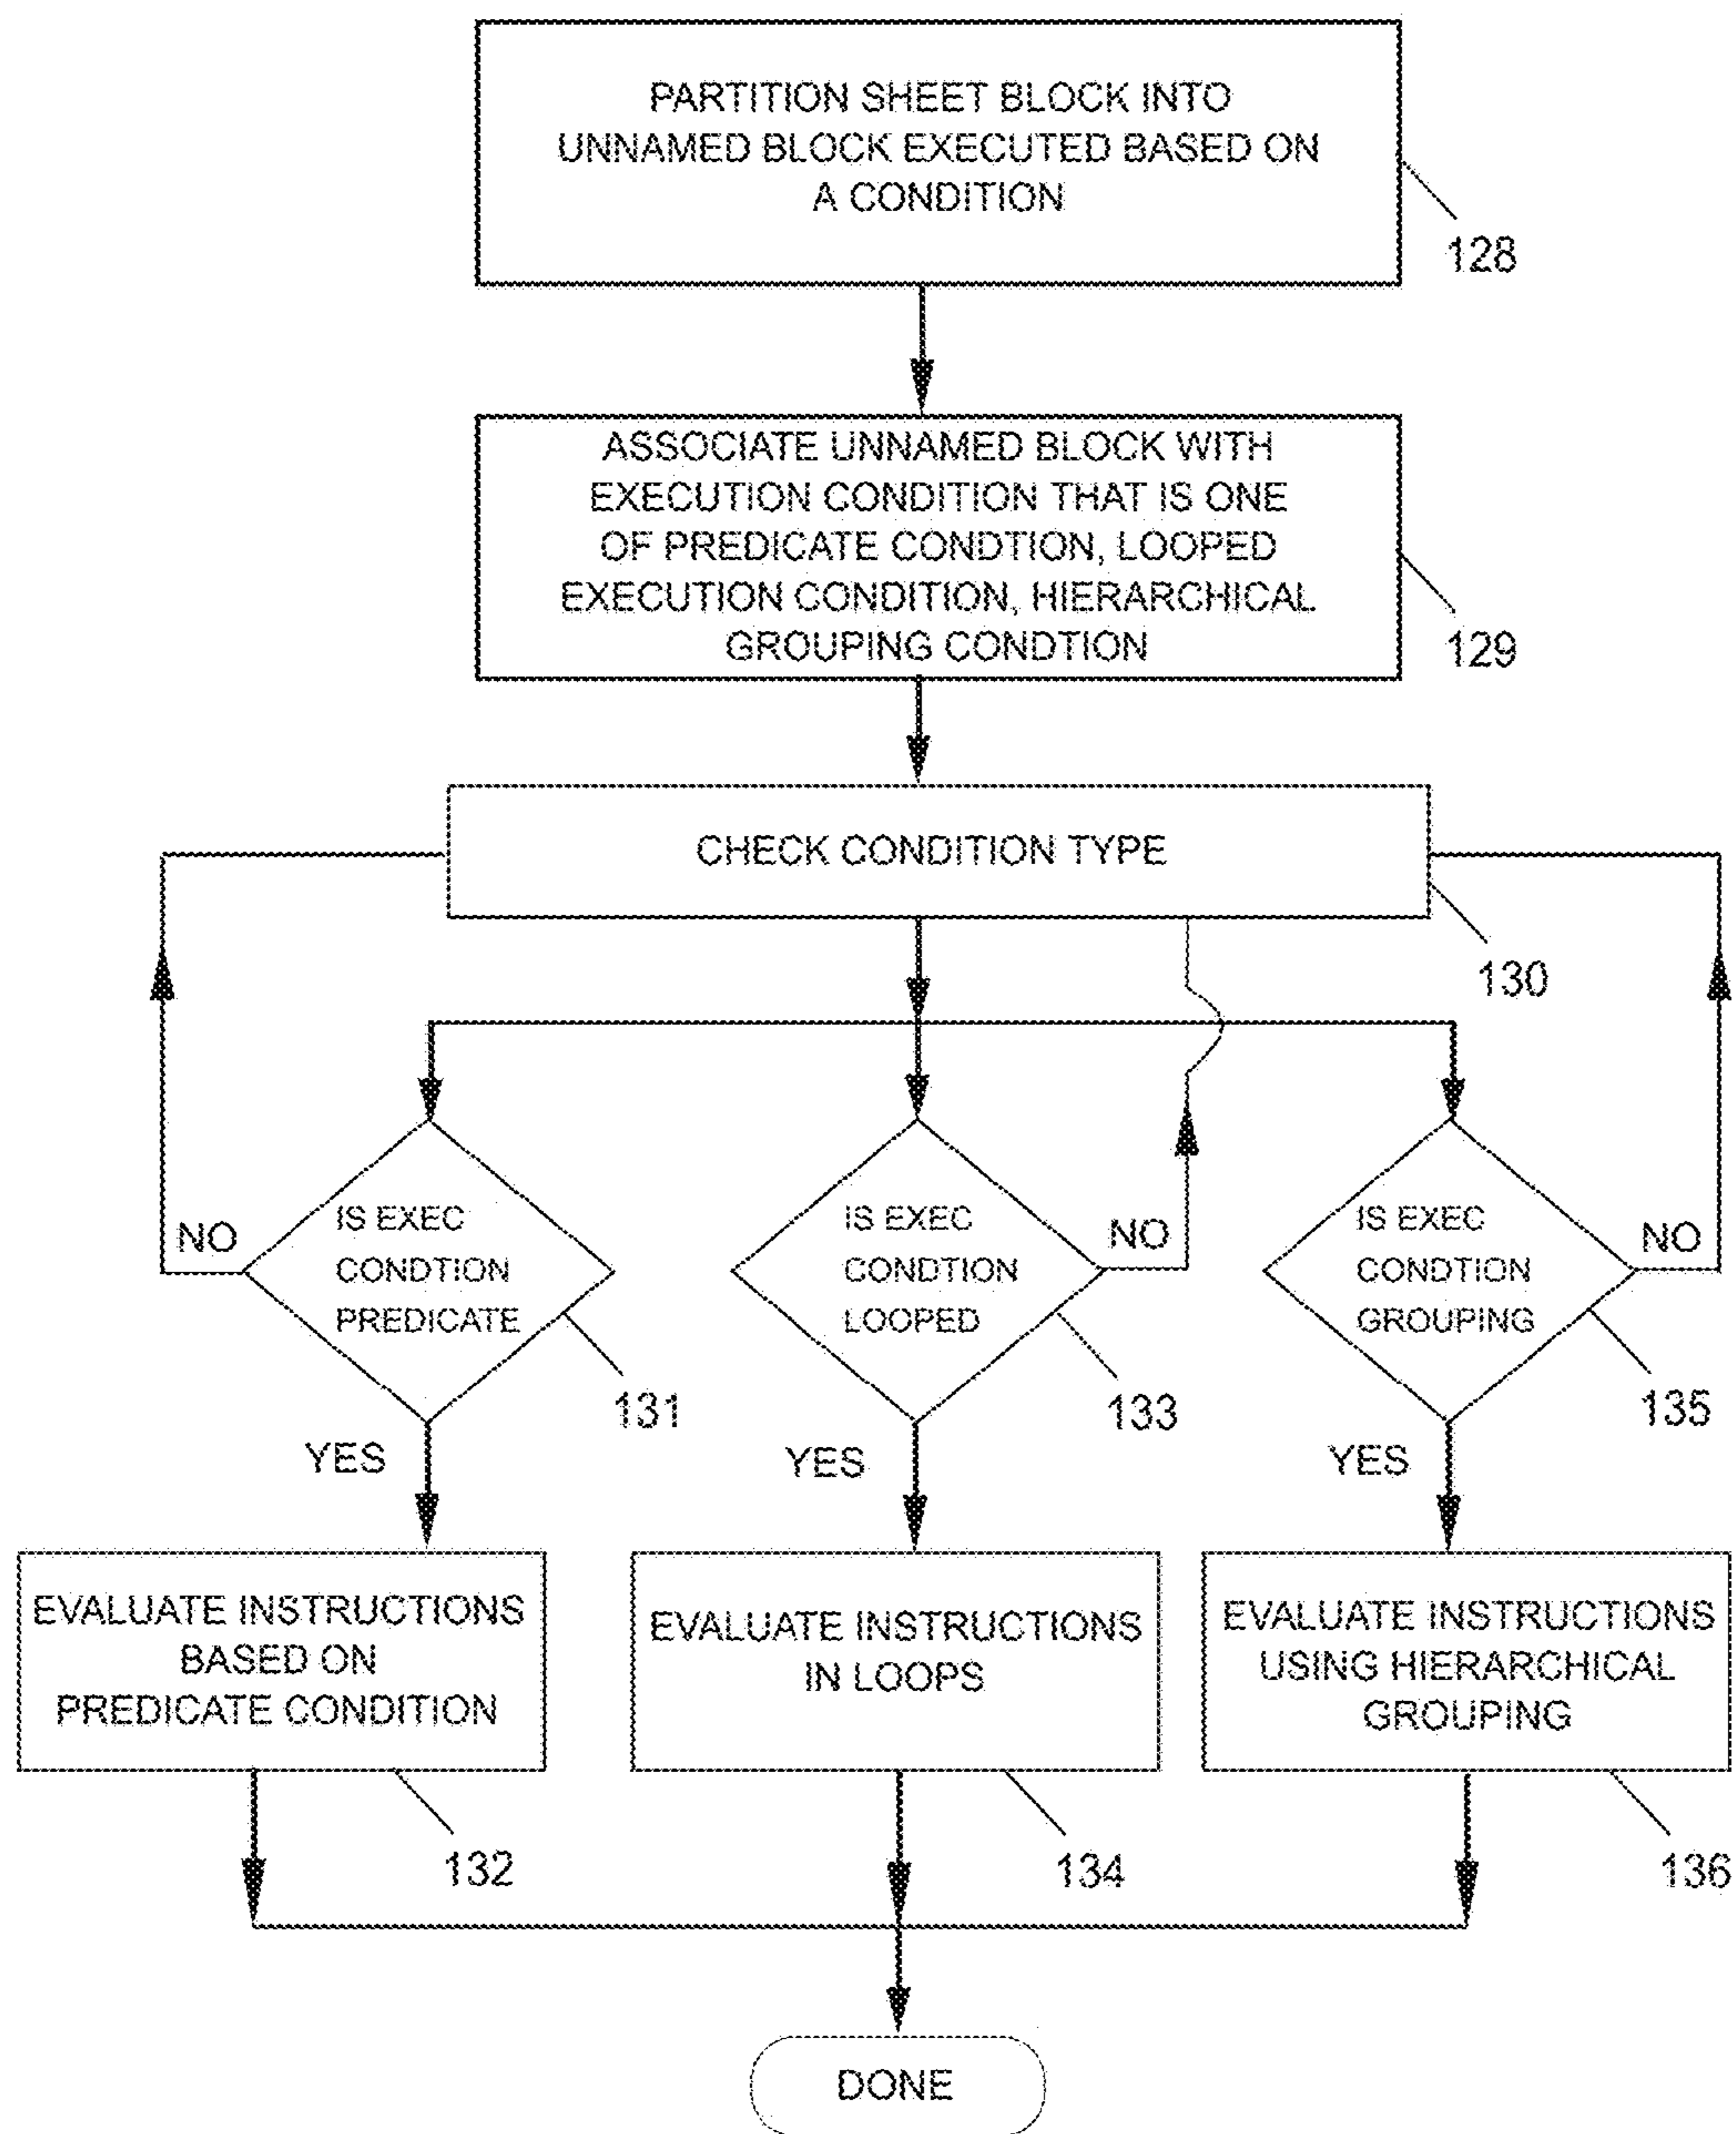 PARTITION SHEET BLOCK INTO
UNNAMED BLOCK EXECUTED BASED ON
A CONDITION
128
ASSOCIATE UNNAMED BLOCK WITH
EXECUTION CONDITION THAT IS ONE
OF PREDICATE CONDTION, LOOPED
EXECUTION CONDITION, HIERARCHICAL
GROUPING CONDTION
129
CHECK CONDITION TYPE
130
IS EXEC
CONDTION
PREDICATE
NO
131
YES
IS EXEC
CONDTION
LOOPED
NO
133
YES
IS EXEC
CONDTION
GROUPING
NO
135
YES
EVALUATE INSTRUCTIONS
BASED ON
PREDICATE CONDITION
132
EVALUATE INSTRUCTIONS
IN LOOPS
134
EVALUATE INSTRUCTIONS
USING HIERARCHICAL
GROUPING
136
DONE